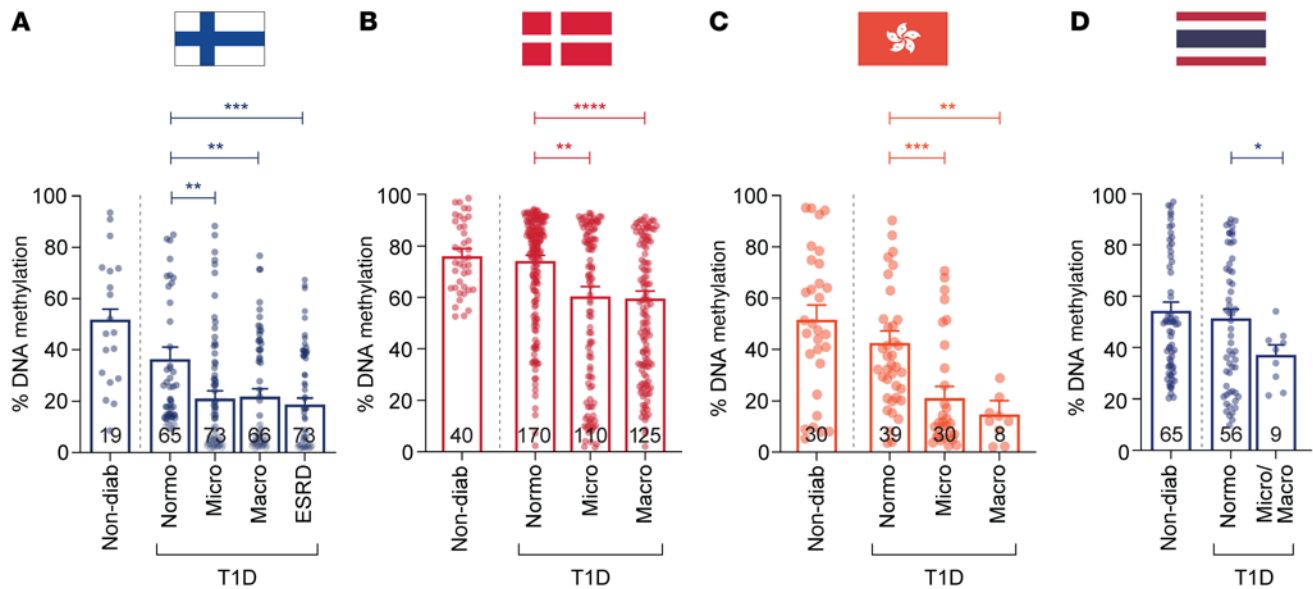 A
B
C
D
***
**
**
****
**
**
***
*
% DNA methylation
100
80
60
40
20
0
19
65
73
66
73
Non-diab
Normo
Micro
Macro
ESRD
T1D
% DNA methylation
100
80
60
40
20
0
40
170
110
125
Non-diab
Normo
Micro
Macro
T1D
% DNA methylation
100
80
60
40
20
0
30
39
30
8
Non-diab
Normo
Micro
Macro
T1D
% DNA methylation
100
80
60
40
20
0
65
56
9
Non-diab
Normo
Micro/
Macro
T1D